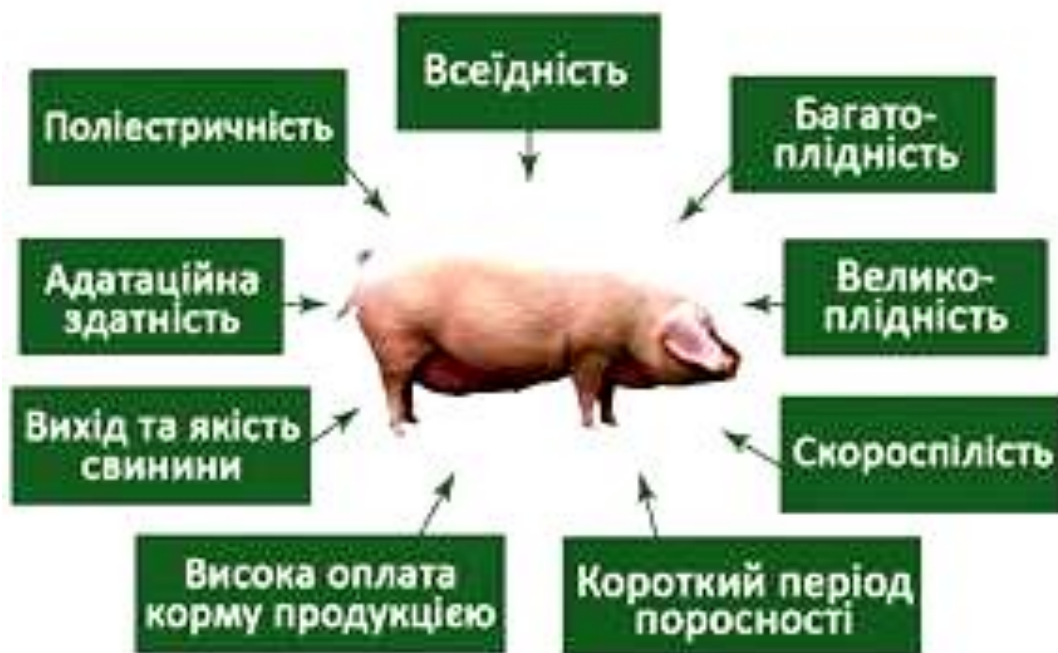 Всеїдність
Поліестричність
Багато-
плідність
Адатаційна
здатність
Велико-
плідність
Вихід та якість
свинини
Скороспілість
Висока оплата
корму продукцією
Короткий період
поросності